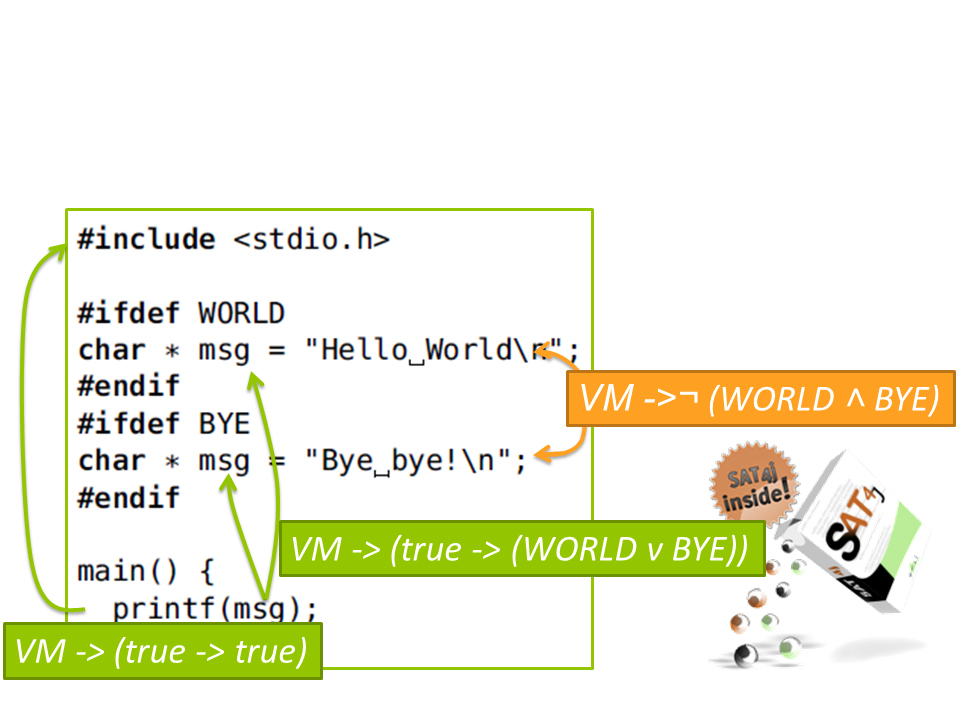 #include <stdio.h>
#ifdef WORLD
char * msg = "Hello␣World\n";
#endif
VM ->¬ (WORLD ˄ BYE)
#ifdef BYE
char * msg = "Bye␣bye!\n";
#endif
SAT4j
inside!
SAT4j
VM -> (true -> (WORLD v BYE))
main() {
printf(msg);
VM -> (true -> true)